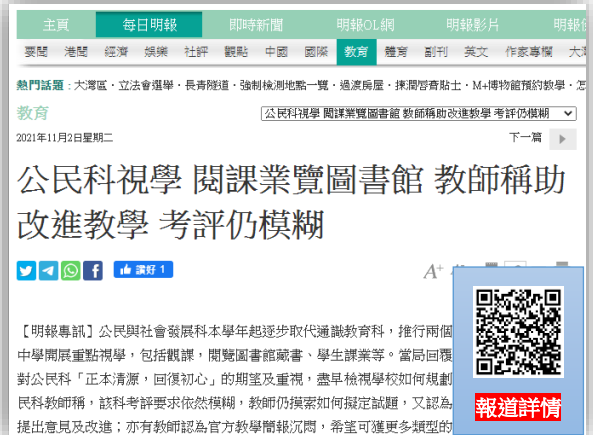 主頁 每日明報 即時新聞 明報OL網 明報影片
要聞 港聞 經濟 娛樂 社評 觀點 中國 國際 教育 體育 副刊 英文 作家專欄
熱門話題：大灣區．立法會選舉．長青隧道．強制檢測地點一覽．過渡房屋．揀潤唇膏貼士．M+博物館預約教學．
教育
公民科視學 閱課業覽圖書館 教師稱助改進教學 考評仍模糊
2021年11月2日星期二
下一篇
公民科視學 閱課業覽圖書館 教師稱助
改進教學 考評仍模糊
讚好 1
A+
【明報專訊】公民與社會發展科本學年起逐步取代通識教育科，推行兩個
中學開展重點視學，包括觀課，閱覽圖書館藏書、學生課業等。當局回覆
對公民科「正本清源，回復初心」的期望及重視，盡早檢視學校如何規劃
民科教師稱，該科考評要求依然模糊，教師仍摸索如何擬定試題，又認為
提出意見及改進；亦有教師認為官方教學簡報沉悶，希望可獲更多類型的
報道詳情